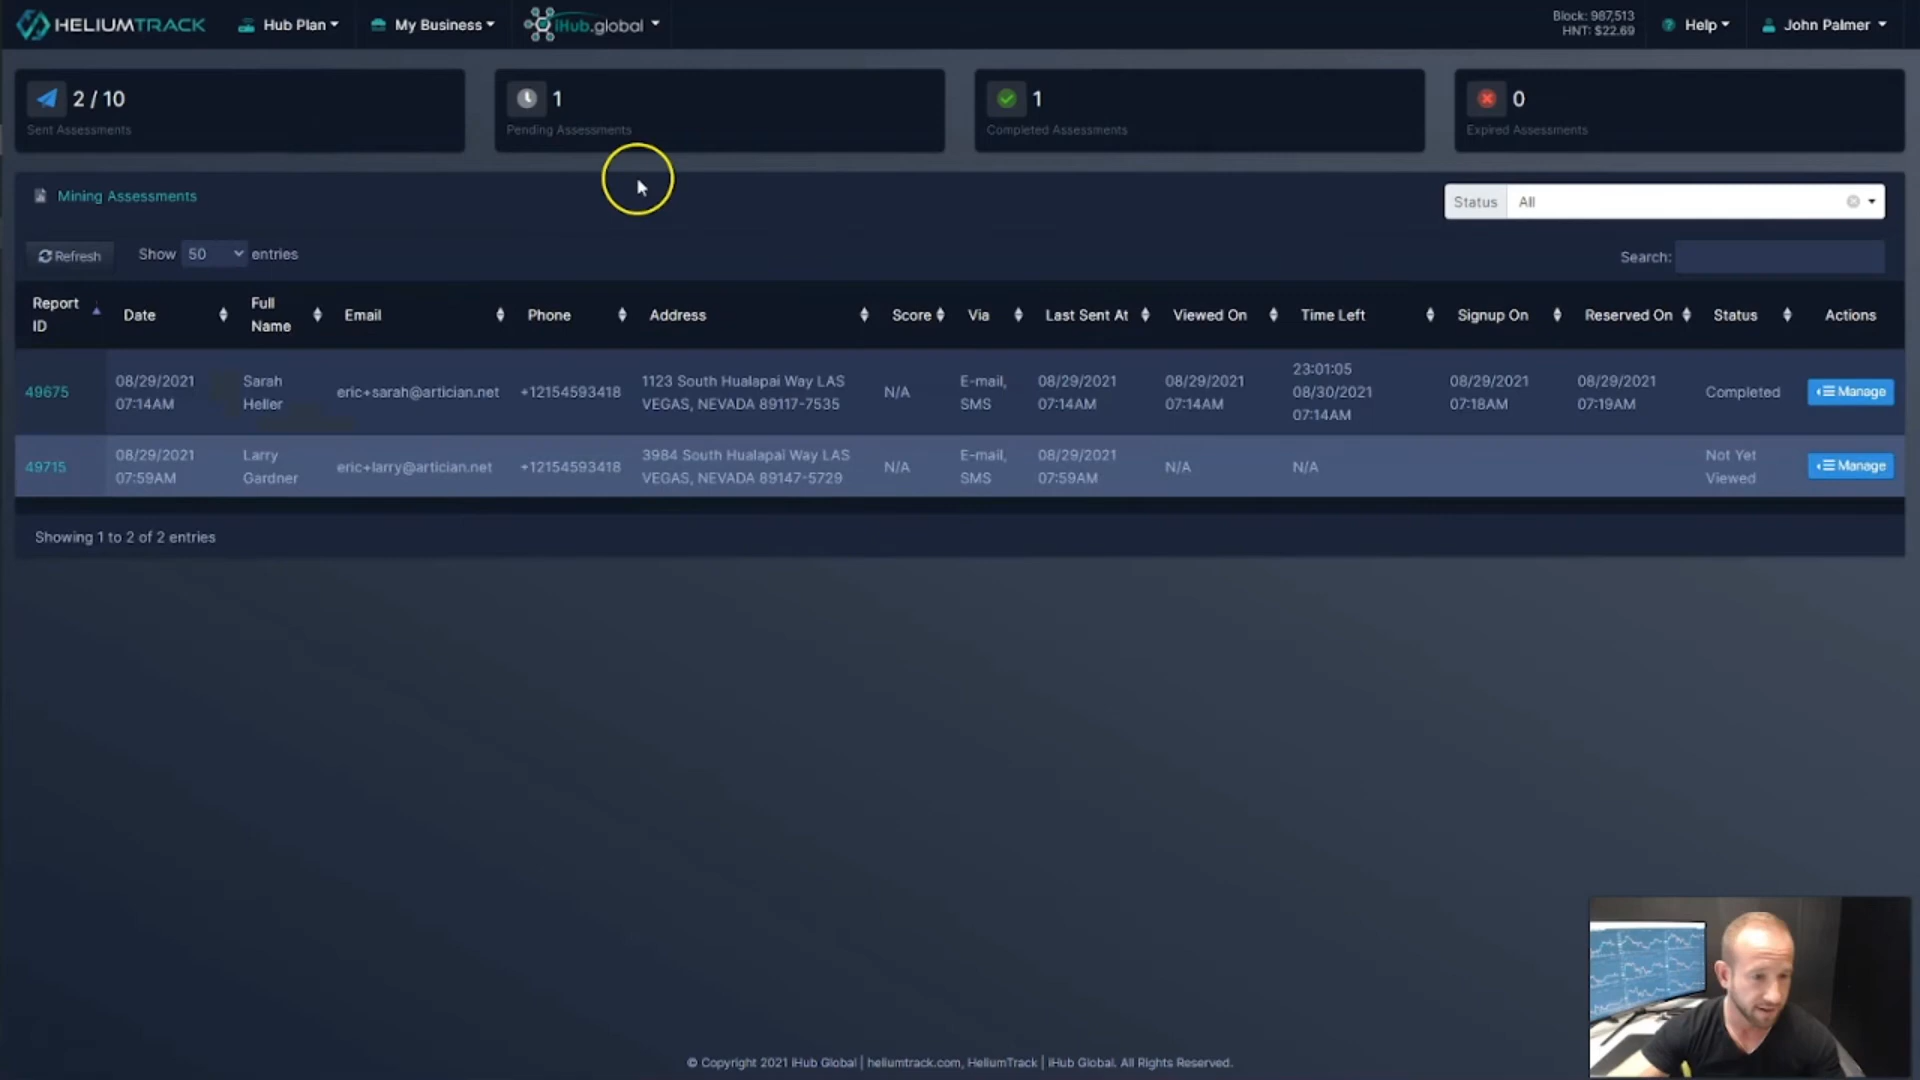 HELIUMTRACK Hub Plan My Business iHub.global Block: 987,513 Help John Palmer
HNT: $22.69
2 / 10 1 1 0
Sent Assessments Pending Assessments Completed Assessments Expired Assessments
Mining Assessments Status All
Refresh Show 50 entries Search:
Report ID Date Full Name Email Phone Address Score Via Last Sent At Viewed On Time Left Signup On Reserved On Status Actions
49675 08/29/2021 07:14AM Sarah Heller eric+sarah@artician.net +12154593418 1123 South Hualapai Way LAS VEGAS, NEVADA 89117-7535 N/A E-mail, SMS 08/29/2021 07:14AM 08/29/2021 07:14AM 23:01:05 08/30/2021 07:14AM 08/29/2021 07:18AM 08/29/2021 07:19AM Completed Manage
49715 08/29/2021 07:59AM Larry Gardner eric+larry@artician.net +12154593418 3984 South Hualapai Way LAS VEGAS, NEVADA 89147-5729 N/A E-mail, SMS 08/29/2021 07:59AM N/A N/A Not Yet Viewed Manage
Showing 1 to 2 of 2 entries
© Copyright 2021 iHub Global | heliumtrack.com, HeliumTrack | iHub Global. All Rights Reserved.